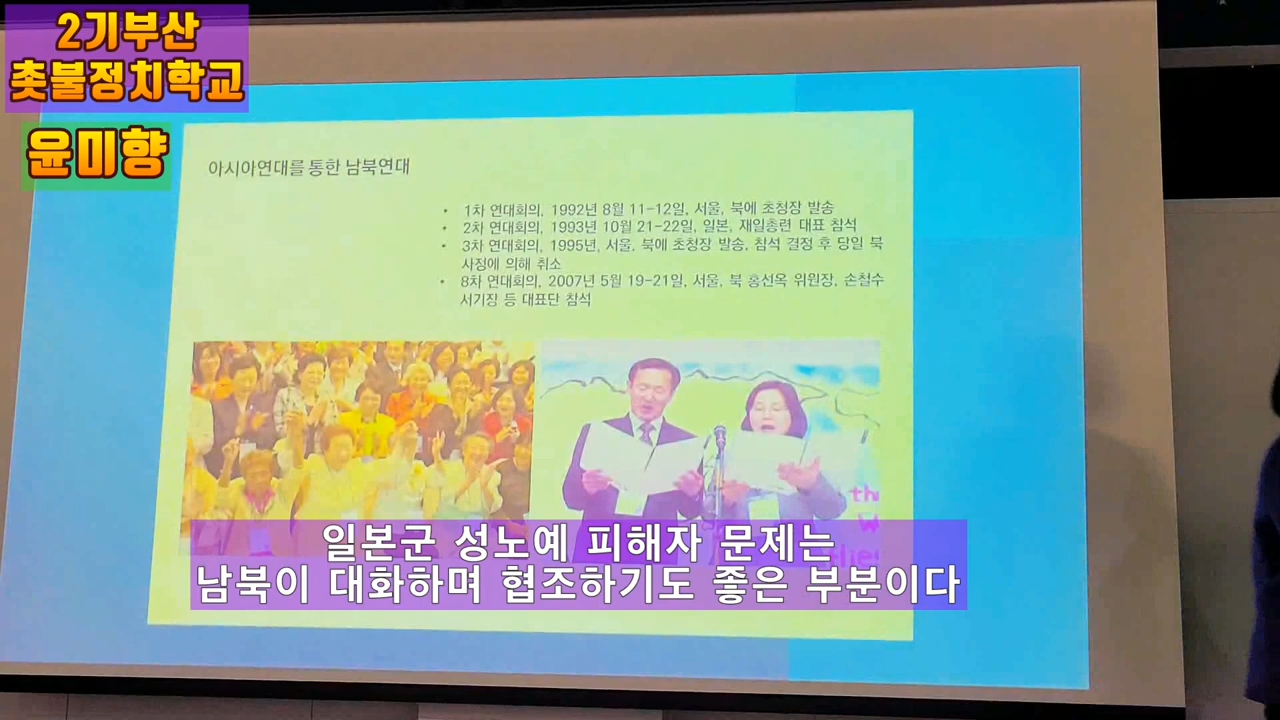 2기부산
촛불정치학교
윤미향
아시아연대를 통한 남북연대
• 1차 연대회의, 1992년 8월 11-12일, 서울, 북에 초청장 발송
• 2차 연대회의, 1993년 10월 21-22일, 일본, 재일총련 대표 참석
• 3차 연대회의, 1995년, 서울, 북에 초청장 발송, 참석 결정 후 당일 북
사정에 의해 취소
• 8차 연대회의, 2007년 5월 19-21일, 서울, 북 홍선옥 위원장, 손철수
서기장 등 대표단 참석
일본군 성노예 피해자 문제는
남북이 대화하며 협조하기도 좋은 부분이다